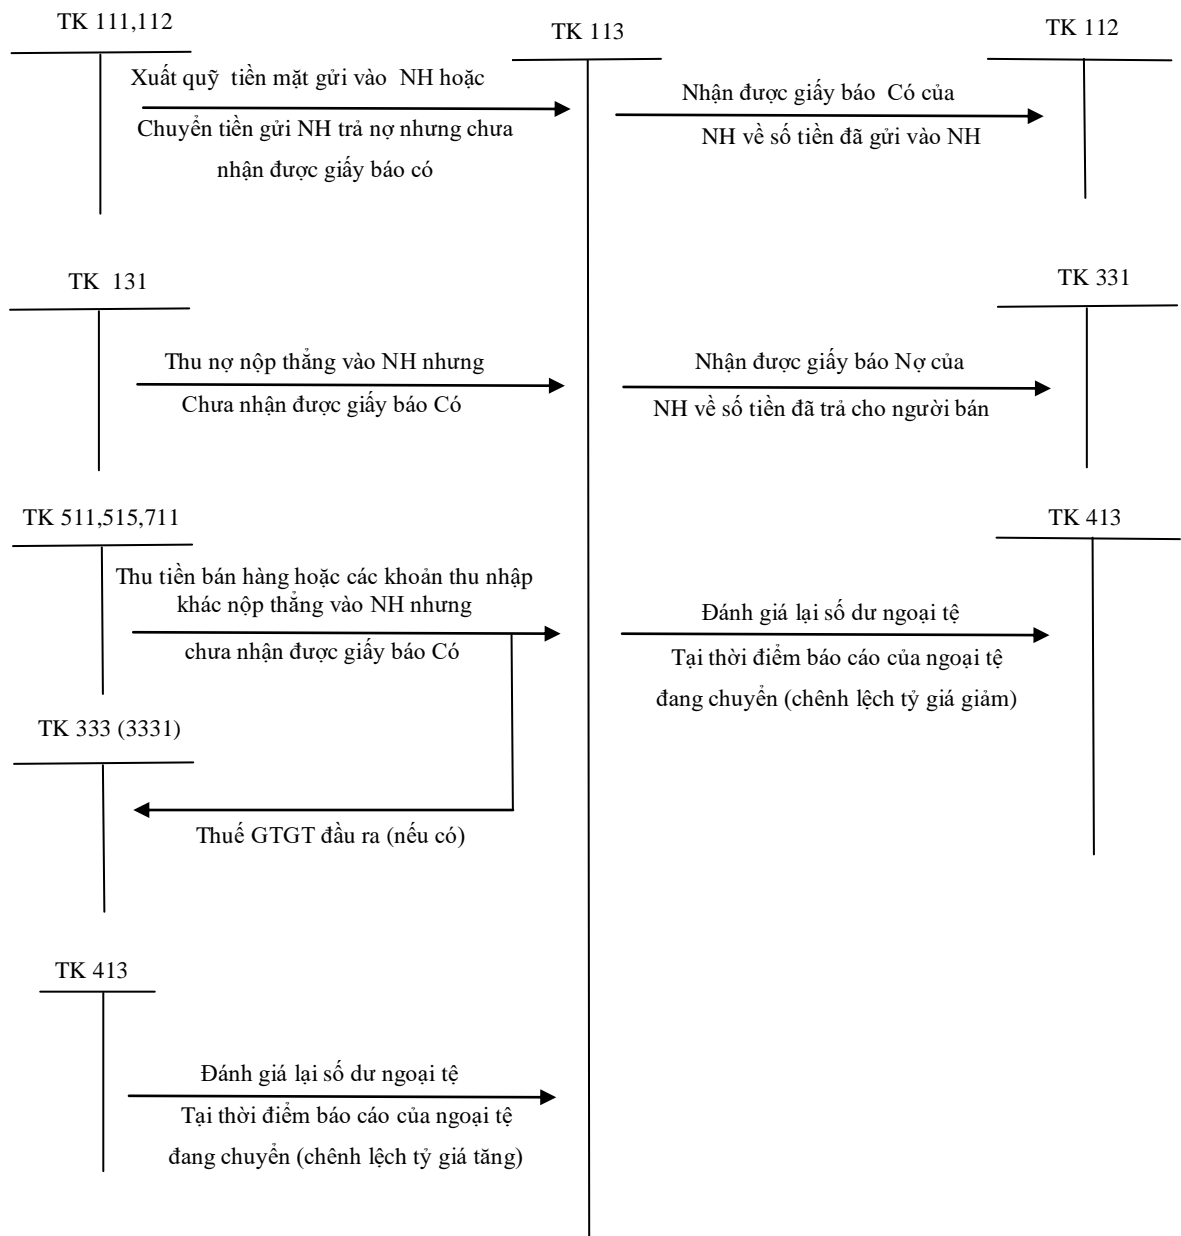 TK 111,112
TK 113
TK 112
Xuất quỹ tiền mặt gửi vào NH hoặc
Chuyển tiền gửi NH trả nợ nhưng chưa
nhận được giấy báo có
Nhận được giấy báo Có của
NH về số tiền đã gửi vào NH
TK 131
TK 331
Thu nợ nộp thẳng vào NH nhưng
Chưa nhận được giấy báo Có
Nhận được giấy báo Nợ của
NH về số tiền đã trả cho người bán
TK 511,515,711
TK 413
Thu tiền bán hàng hoặc các khoản thu nhập
khác nộp thẳng vào NH nhưng
chưa nhận được giấy báo Có
Đánh giá lại số dư ngoại tệ
Tại thời điểm báo cáo của ngoại tệ
đang chuyển (chênh lệch tỷ giá giảm)
TK 333 (3331)
Thuế GTGT đầu ra (nếu có)
TK 413
Đánh giá lại số dư ngoại tệ
Tại thời điểm báo cáo của ngoại tệ
đang chuyển (chênh lệch tỷ giá tăng)